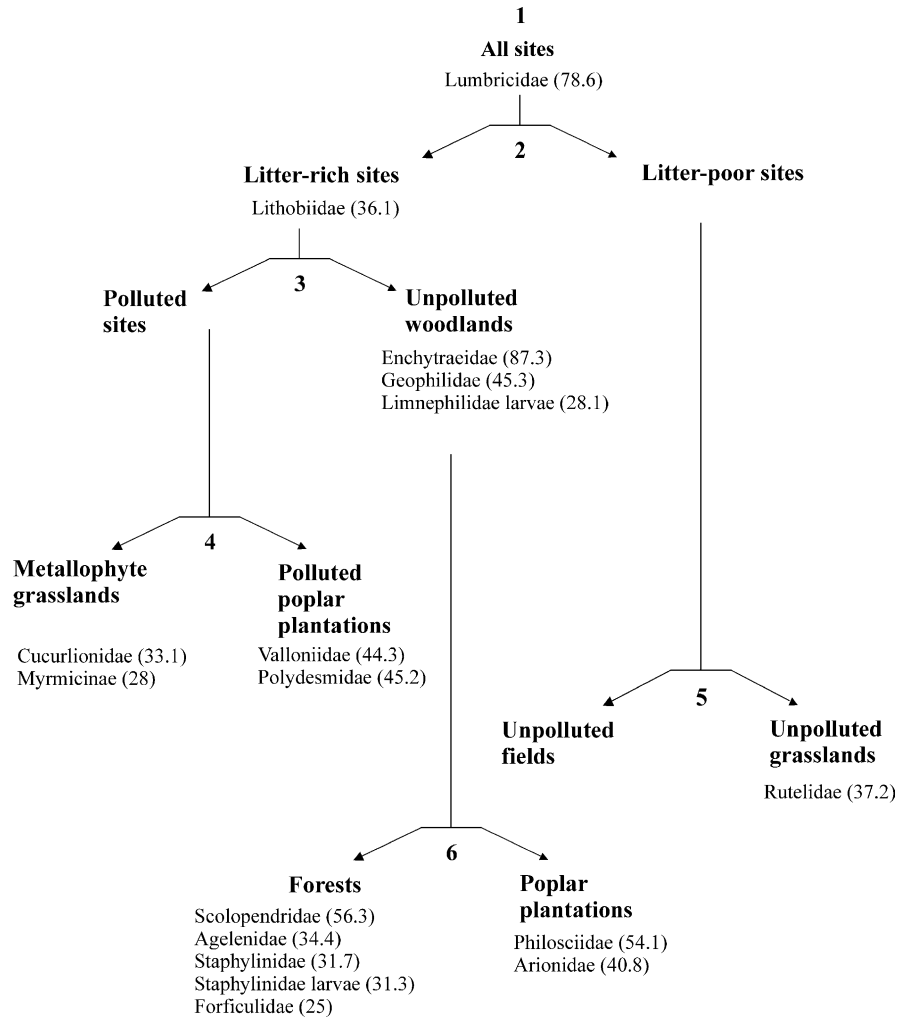 1
All sites
Lumbricidae (78.6)
2
Litter-rich sites
Lithobiidae (36.1)
Litter-poor sites
3
Polluted
sites
Unpolluted
woodlands
Enchytraeidae (87.3)
Geophilidae (45.3)
Limnephilidae larvae (28.1)
4
Metallophyte
grasslands
Cucurlionidae (33.1)
Myrmicinae (28)
Polluted
poplar
plantations
Valloniidae (44.3)
Polydesmidae (45.2)
5
Unpolluted
fields
Unpolluted
grasslands
Rutelidae (37.2)
6
Forests
Scolopendridae (56.3)
Agelenidae (34.4)
Staphylinidae (31.7)
Staphylinidae larvae (31.3)
Forficulidae (25)
Poplar
plantations
Philosciidae (54.1)
Arionidae (40.8)